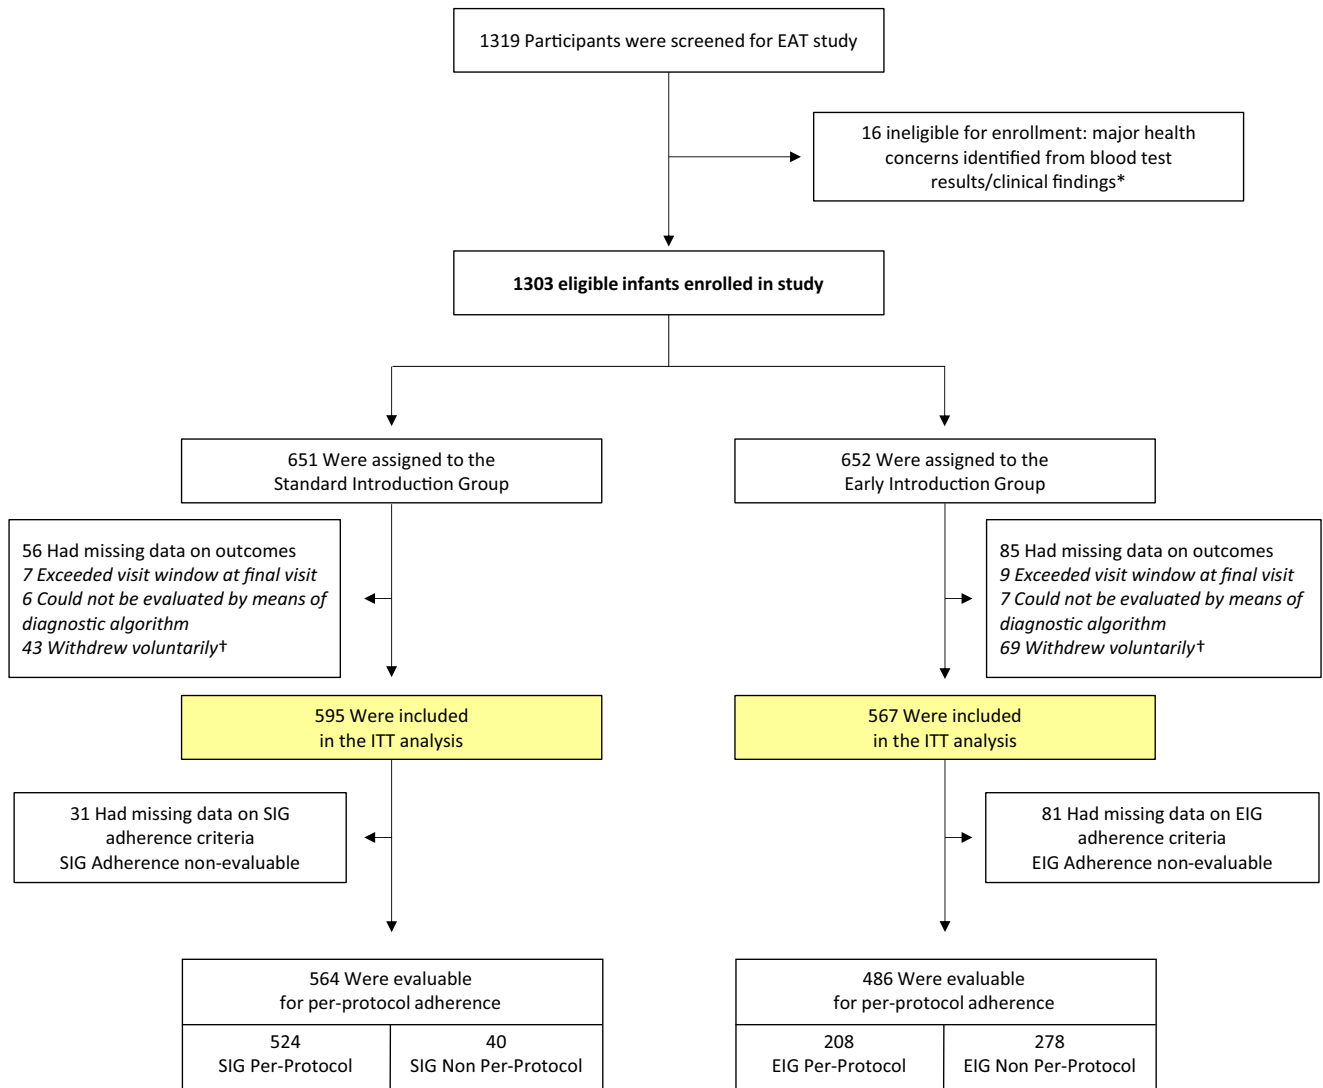 1319 Participants were screened for EAT study
16 ineligible for enrollment: major health
concerns identified from blood test
results/clinical findings*
1303 eligible infants enrolled in study
651 Were assigned to the
Standard Introduction Group
652 Were assigned to the
Early Introduction Group
56 Had missing data on outcomes
7 Exceeded visit window at final visit
6 Could not be evaluated by means of
diagnostic algorithm
43 Withdrew voluntarily†
85 Had missing data on outcomes
9 Exceeded visit window at final visit
7 Could not be evaluated by means of
diagnostic algorithm
69 Withdrew voluntarily†
595 Were included
in the ITT analysis
567 Were included
in the ITT analysis
31 Had missing data on SIG
adherence criteria
SIG Adherence non-evaluable
81 Had missing data on EIG
adherence criteria
EIG Adherence non-evaluable
564 Were evaluable
for per-protocol adherence
524
SIG Per-Protocol
40
SIG Non Per-Protocol
486 Were evaluable
for per-protocol adherence
208
EIG Per-Protocol
278
EIG Non Per-Protocol